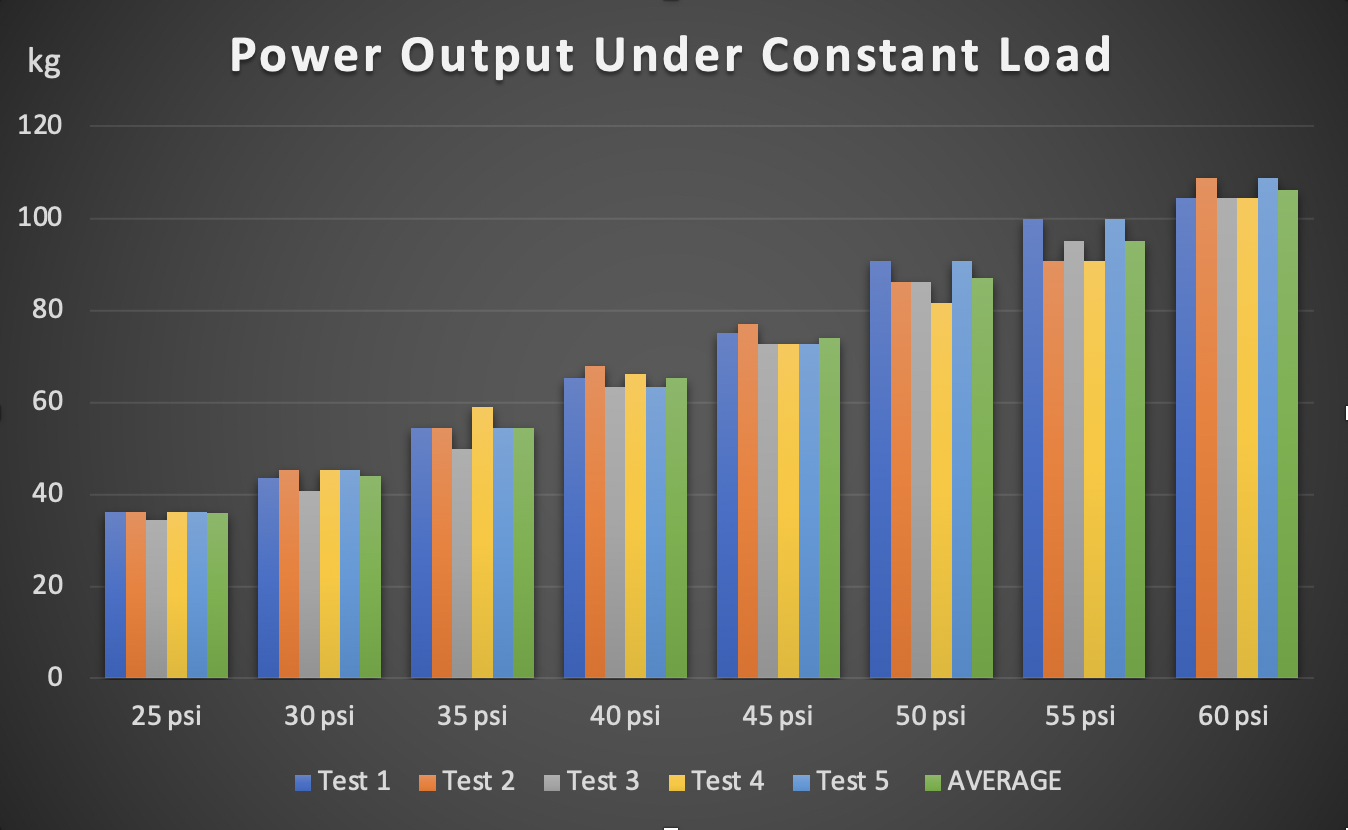 kg
Power Output Under Constant Load
120
100
80
60
40
20
0
25 psi 30 psi 35 psi 40 psi 45 psi 50 psi 55 psi 60 psi
Test 1 Test 2 Test 3 Test 4 Test 5 AVERAGE